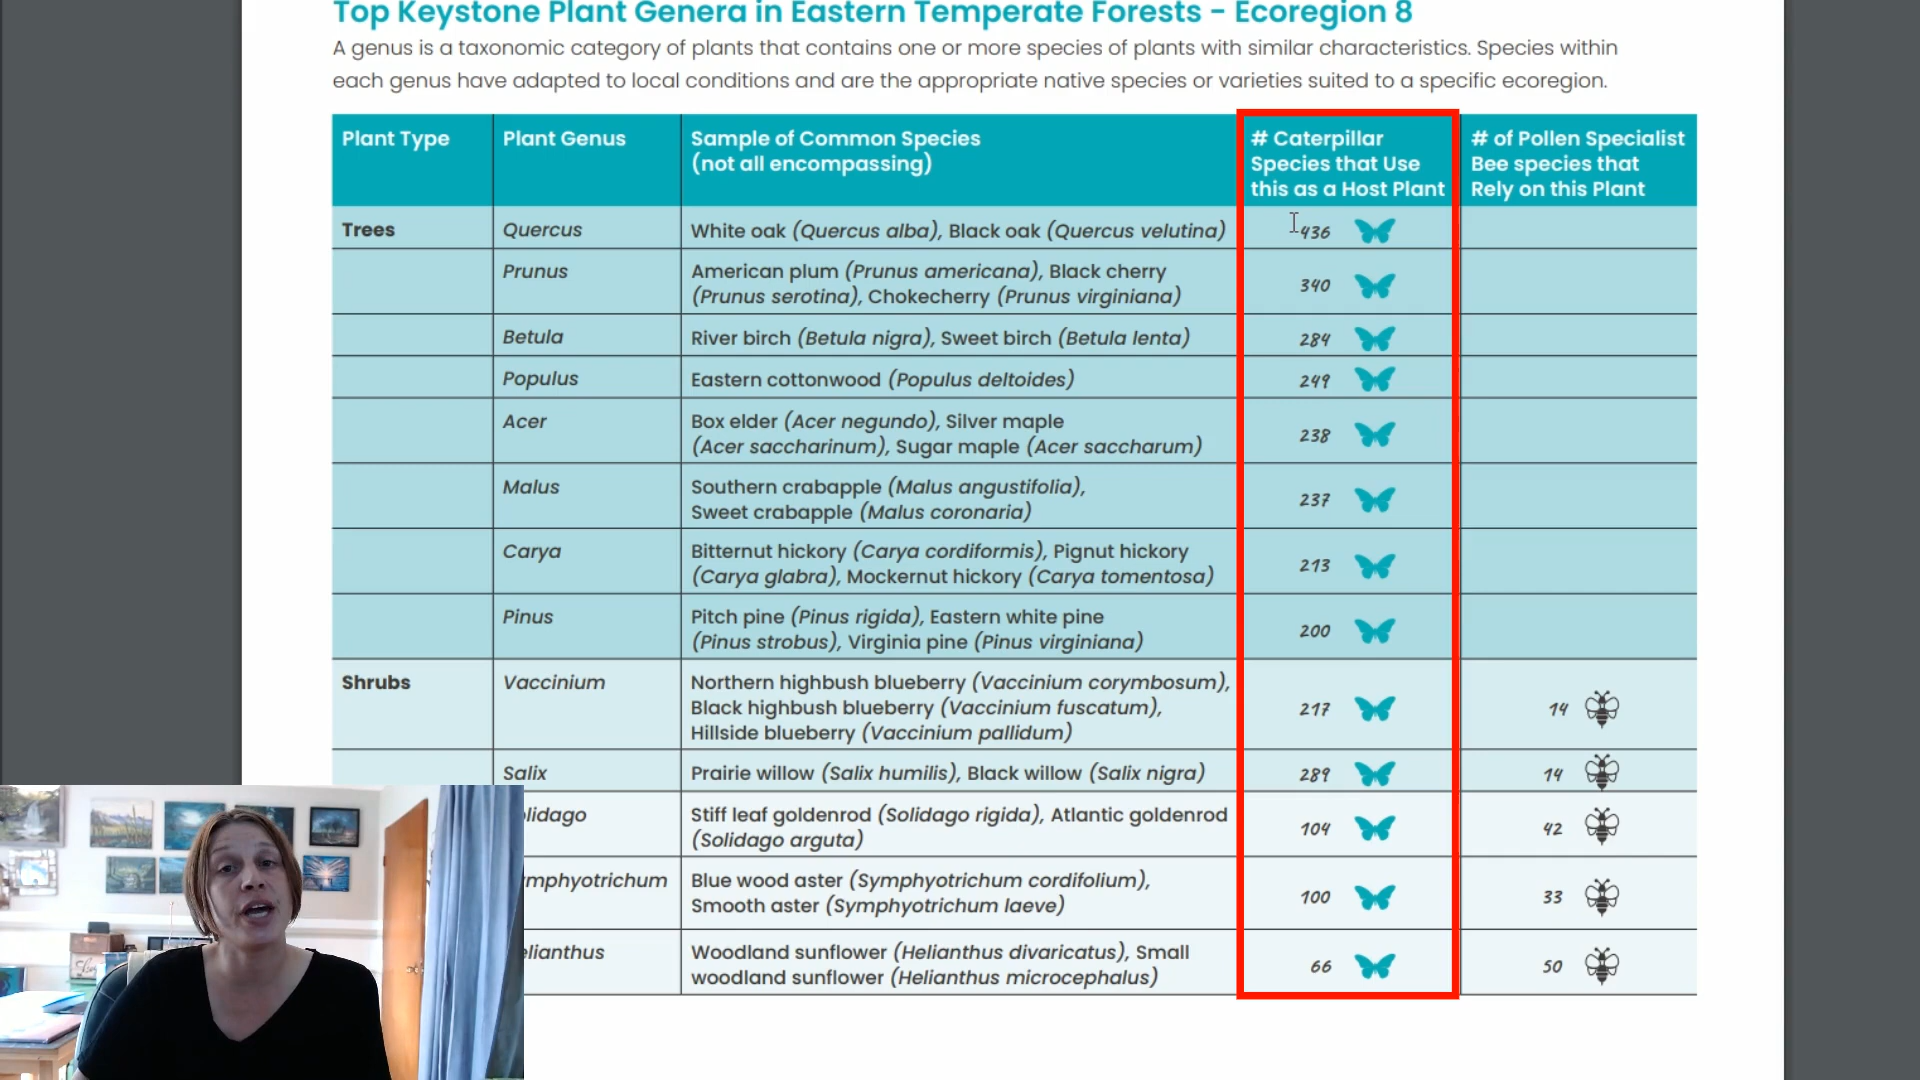 Top Keystone Plant Genera in Eastern Temperate Forests - Ecoregion 8
A genus is a taxonomic category of plants that contains one or more species of plants with similar characteristics. Species within
each genus have adapted to local conditions and are the appropriate native species or varieties suited to a specific ecoregion.
Plant Type
Plant Genus
Sample of Common Species
(not all encompassing)
# Caterpillar
Species that Use
this as a Host Plant
# of Pollen Specialist
Bee species that
Rely on this Plant
Trees
Quercus
White oak (Quercus alba), Black oak (Quercus velutina)
436
Prunus
American plum (Prunus americana), Black cherry
(Prunus serotina), Chokecherry (Prunus virginiana)
340
Betula
River birch (Betula nigra), Sweet birch (Betula lenta)
284
Populus
Eastern cottonwood (Populus deltoides)
249
Acer
Box elder (Acer negundo), Silver maple
(Acer saccharinum), Sugar maple (Acer saccharum)
238
Malus
Southern crabapple (Malus angustifolia),
Sweet crabapple (Malus coronaria)
237
Carya
Bitternut hickory (Carya cordiformis), Pignut hickory
(Carya glabra), Mockernut hickory (Carya tomentosa)
213
Pinus
Pitch pine (Pinus rigida), Eastern white pine
(Pinus strobus), Virginia pine (Pinus virginiana)
200
Shrubs
Vaccinium
Northern highbush blueberry (Vaccinium corymbosum),
Black highbush blueberry (Vaccinium fuscatum),
Hillside blueberry (Vaccinium pallidum)
217
14
Salix
Prairie willow (Salix humilis), Black willow (Salix nigra)
289
14
lidago
Stiff leaf goldenrod (Solidago rigida), Atlantic goldenrod
(Solidago arguta)
104
42
mphyotrichum
Blue wood aster (Symphyotrichum cordifolium),
Smooth aster (Symphyotrichum laeve)
100
33
elianthus
Woodland sunflower (Helianthus divaricatus), Small
woodland sunflower (Helianthus microcephalus)
66
50